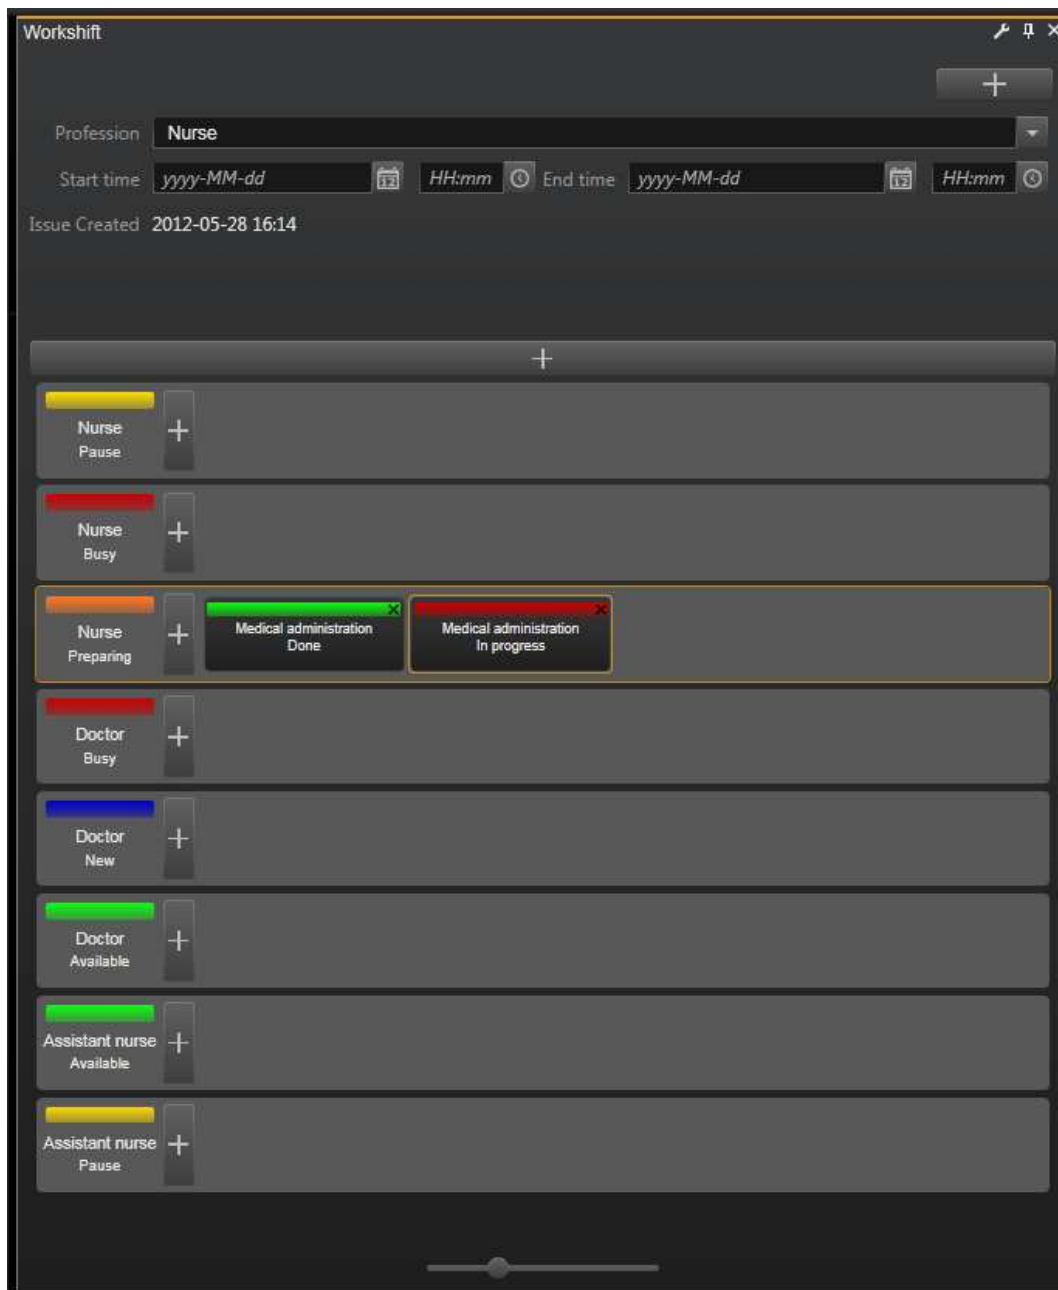 Workshift
Profession Nurse
Start time yyyy-MM-dd 12 HH:mm End time yyyy-MM-dd 12 HH:mm
Issue Created 2012-05-28 16:14
Nurse
Pause
Nurse
Busy
Nurse
Preparing
Medical administration
Done
Medical administration
In progress
Doctor
Busy
Doctor
New
Doctor
Available
Assistant nurse
Available
Assistant nurse
Pause